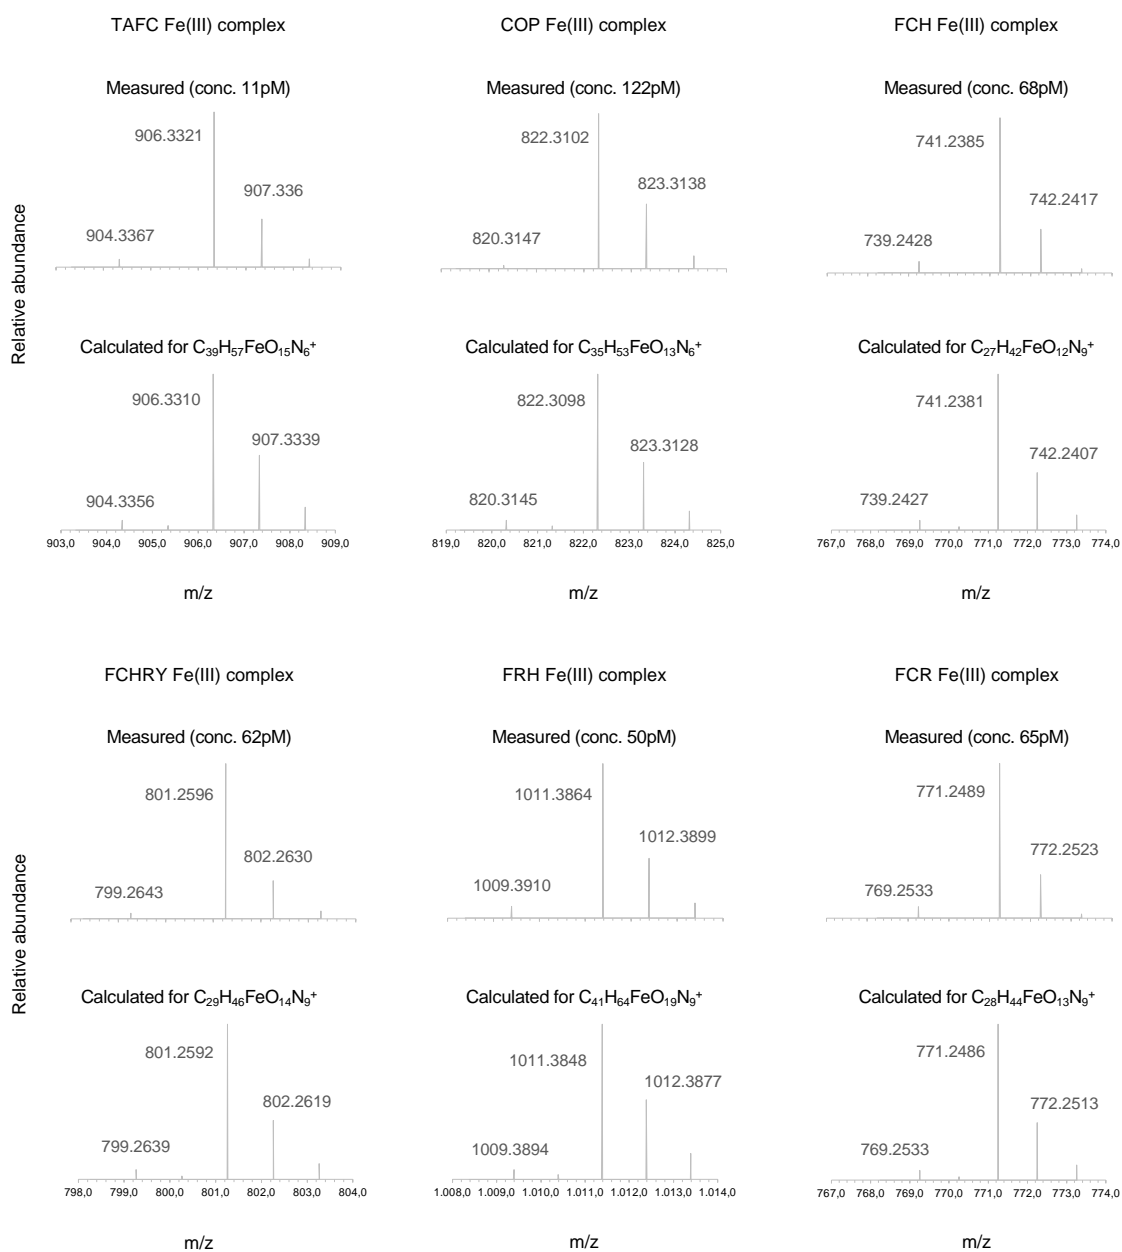 TAFC Fe(III) complex
COP Fe(III) complex
FCH Fe(III) complex
Measured (conc. 11pM)
Measured (conc. 122pM)
Measured (conc. 68pM)
906.3321
907.336
904.3367
822.3102
823.3138
820.3147
741.2385
742.2417
739.2428
Relative abundance
Calculated for C₃₉H₅₇FeO₁₅N₆⁺
Calculated for C₃₅H₅₃FeO₁₃N₆⁺
Calculated for C₂₇H₄₂FeO₁₂N₉⁺
906.3310
907.3339
904.3356
822.3098
823.3128
820.3145
741.2381
742.2407
739.2427
903,0 904,0 905,0 906,0 907,0 908,0 909,0
819,0 820,0 821,0 822,0 823,0 824,0 825,0
767,0 768,0 769,0 770,0 771,0 772,0 773,0 774,0
m/z
m/z
m/z
FCHRY Fe(III) complex
FRH Fe(III) complex
FCR Fe(III) complex
Measured (conc. 62pM)
Measured (conc. 50pM)
Measured (conc. 65pM)
801.2596
802.2630
799.2643
1011.3864
1012.3899
1009.3910
771.2489
772.2523
769.2533
Relative abundance
Calculated for C₂₉H₄₆FeO₁₄N₉⁺
Calculated for C₄₁H₆₄FeO₁₉N₉⁺
Calculated for C₂₈H₄₄FeO₁₃N₉⁺
801.2592
802.2619
799.2639
1011.3848
1012.3877
1009.3894
771.2486
772.2513
769.2533
798,0 799,0 800,0 801,0 802,0 803,0 804,0
1.008,0 1.009,0 1.010,0 1.011,0 1.012,0 1.013,0 1.014,0
767,0 768,0 769,0 770,0 771,0 772,0 773,0 774,0
m/z
m/z
m/z